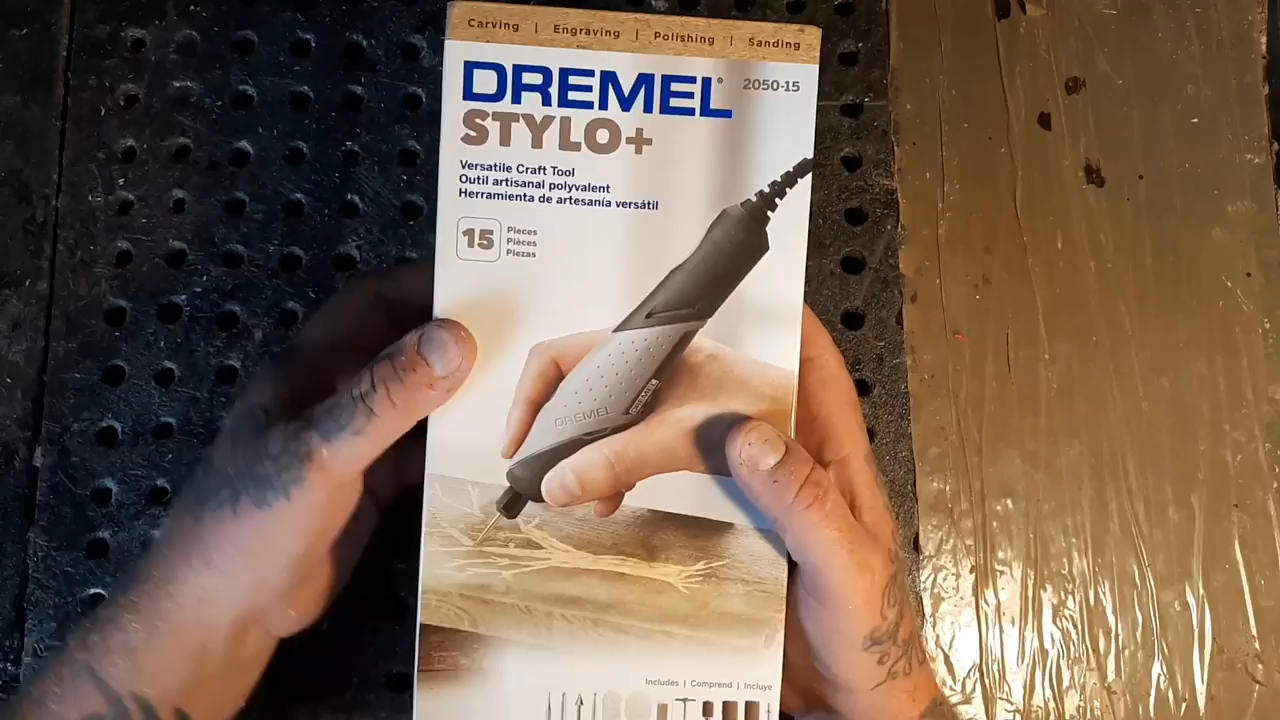 Carving | Engraving | Polishing | Sanding
DREMEL® 2050-15
STYLO+
Versatile Craft Tool
Outil artisanal polyvalent
Herramienta de artesanía versátil
15
Pieces
Pièces
Piezas
DREMEL
DREMEL
Includes | Comprend | Incluye